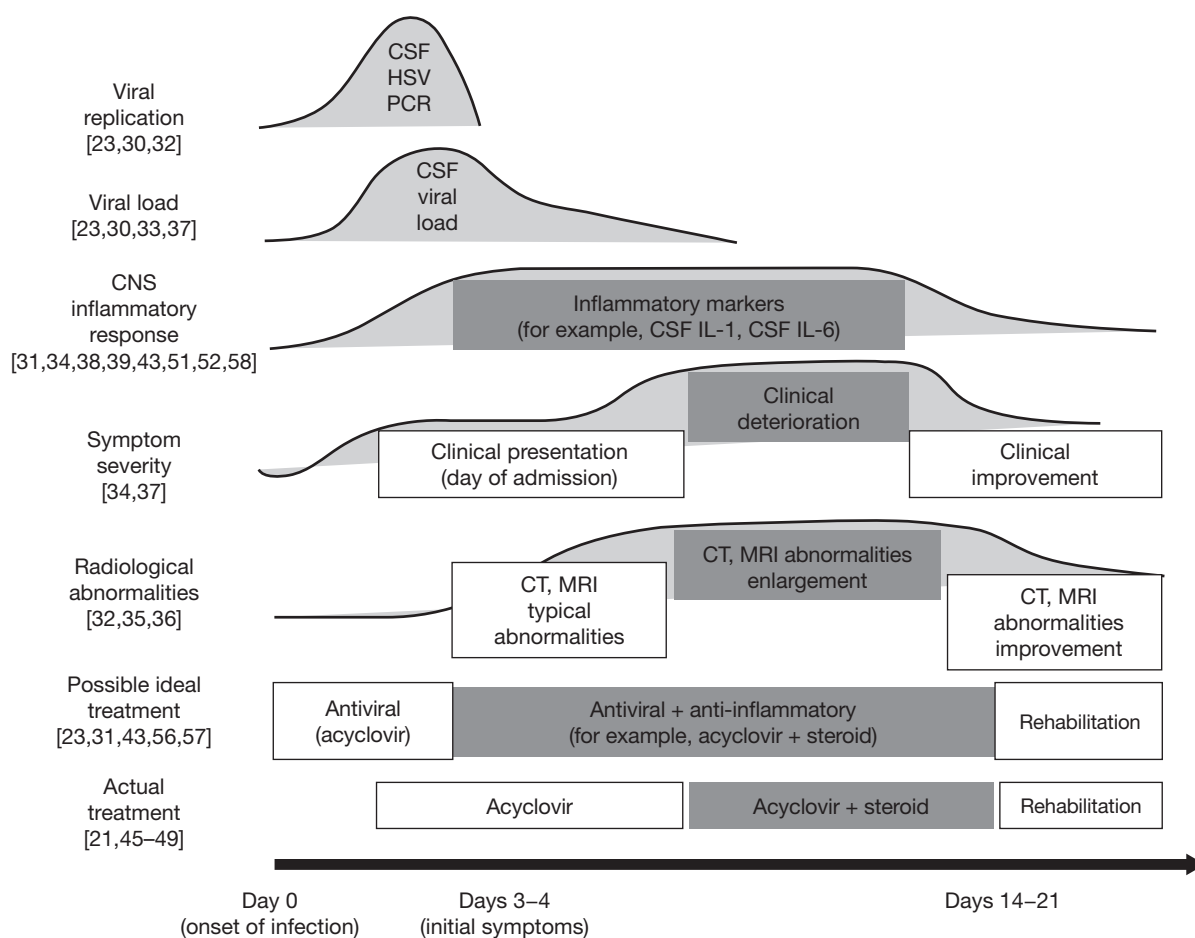 Viral
replication
[23,30,32]
CSF
HSV
PCR
Viral load
[23,30,33,37]
CSF
viral
load
CNS
inflammatory
response
[31,34,38,39,43,51,52,58]
Inflammatory markers
(for example, CSF IL-1, CSF IL-6)
Symptom
severity
[34,37]
Clinical presentation
(day of admission)
Clinical
deterioration
Clinical
improvement
Radiological
abnormalities
[32,35,36]
CT, MRI
typical
abnormalities
CT, MRI abnormalities
enlargement
CT, MRI
abnormalities
improvement
Possible ideal
treatment
[23,31,43,56,57]
Antiviral
(acyclovir)
Antiviral + anti-inflammatory
(for example, acyclovir + steroid)
Rehabilitation
Actual
treatment
[21,45–49]
Acyclovir
Acyclovir + steroid
Rehabilitation
Day 0
(onset of infection)
Days 3–4
(initial symptoms)
Days 14–21